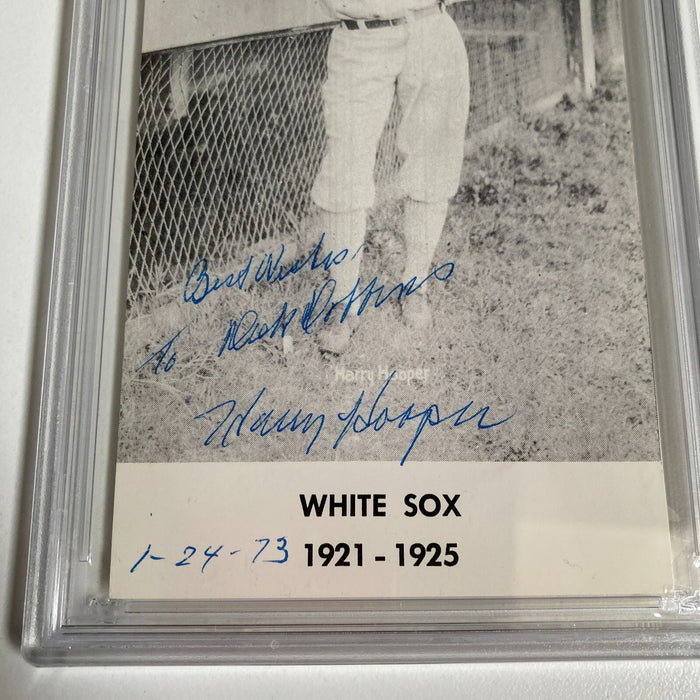 Best Wishes
To Dick Dobbins
Harry Hooper
Harry Hooper
WHITE SOX
1-24-73 1921 - 1925